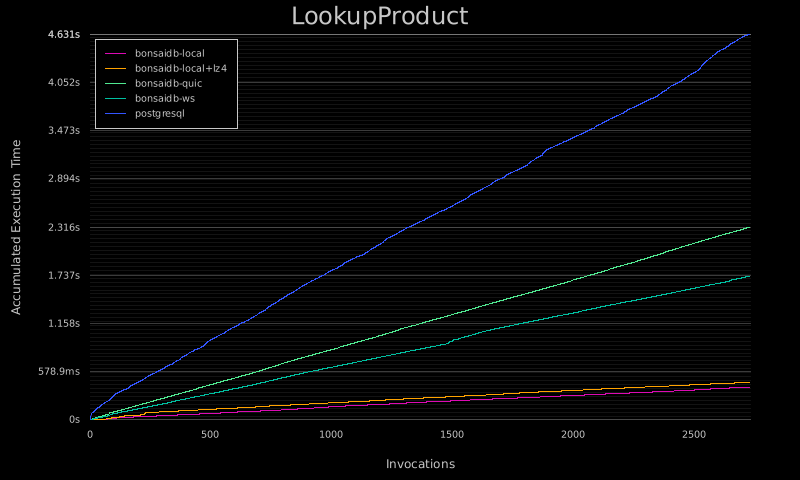 LookupProduct
4.631s
4.052s
3.473s
2.894s
2.316s
1.737s
1.158s
578.9ms
0s
Accumulated Execution Time
bonsaidb-local
bonsaidb-local+lz4
bonsaidb-quic
bonsaidb-ws
postgresql
0
500
1000
1500
2000
2500
Invocations